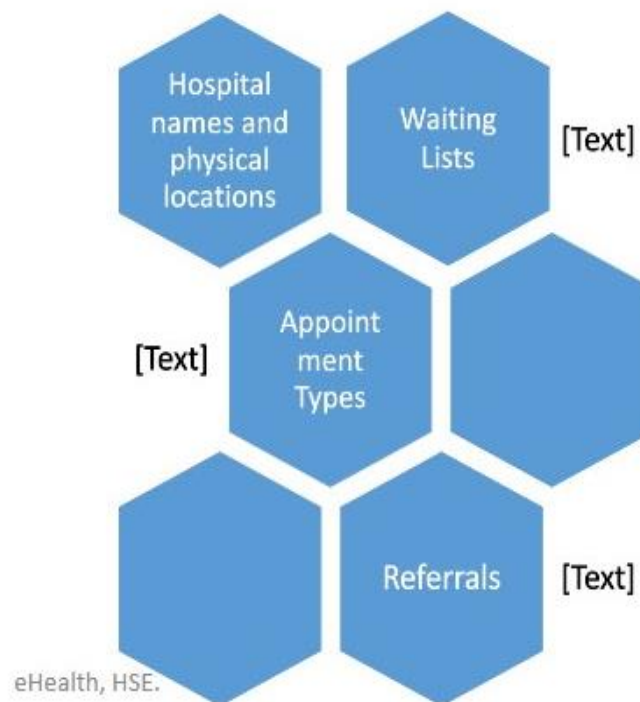 Hospital
names and
physical
locations
Waiting
Lists
[Text]
[Text]
Appoint
ment
Types
Referrals
[Text]
eHealth, HSE.